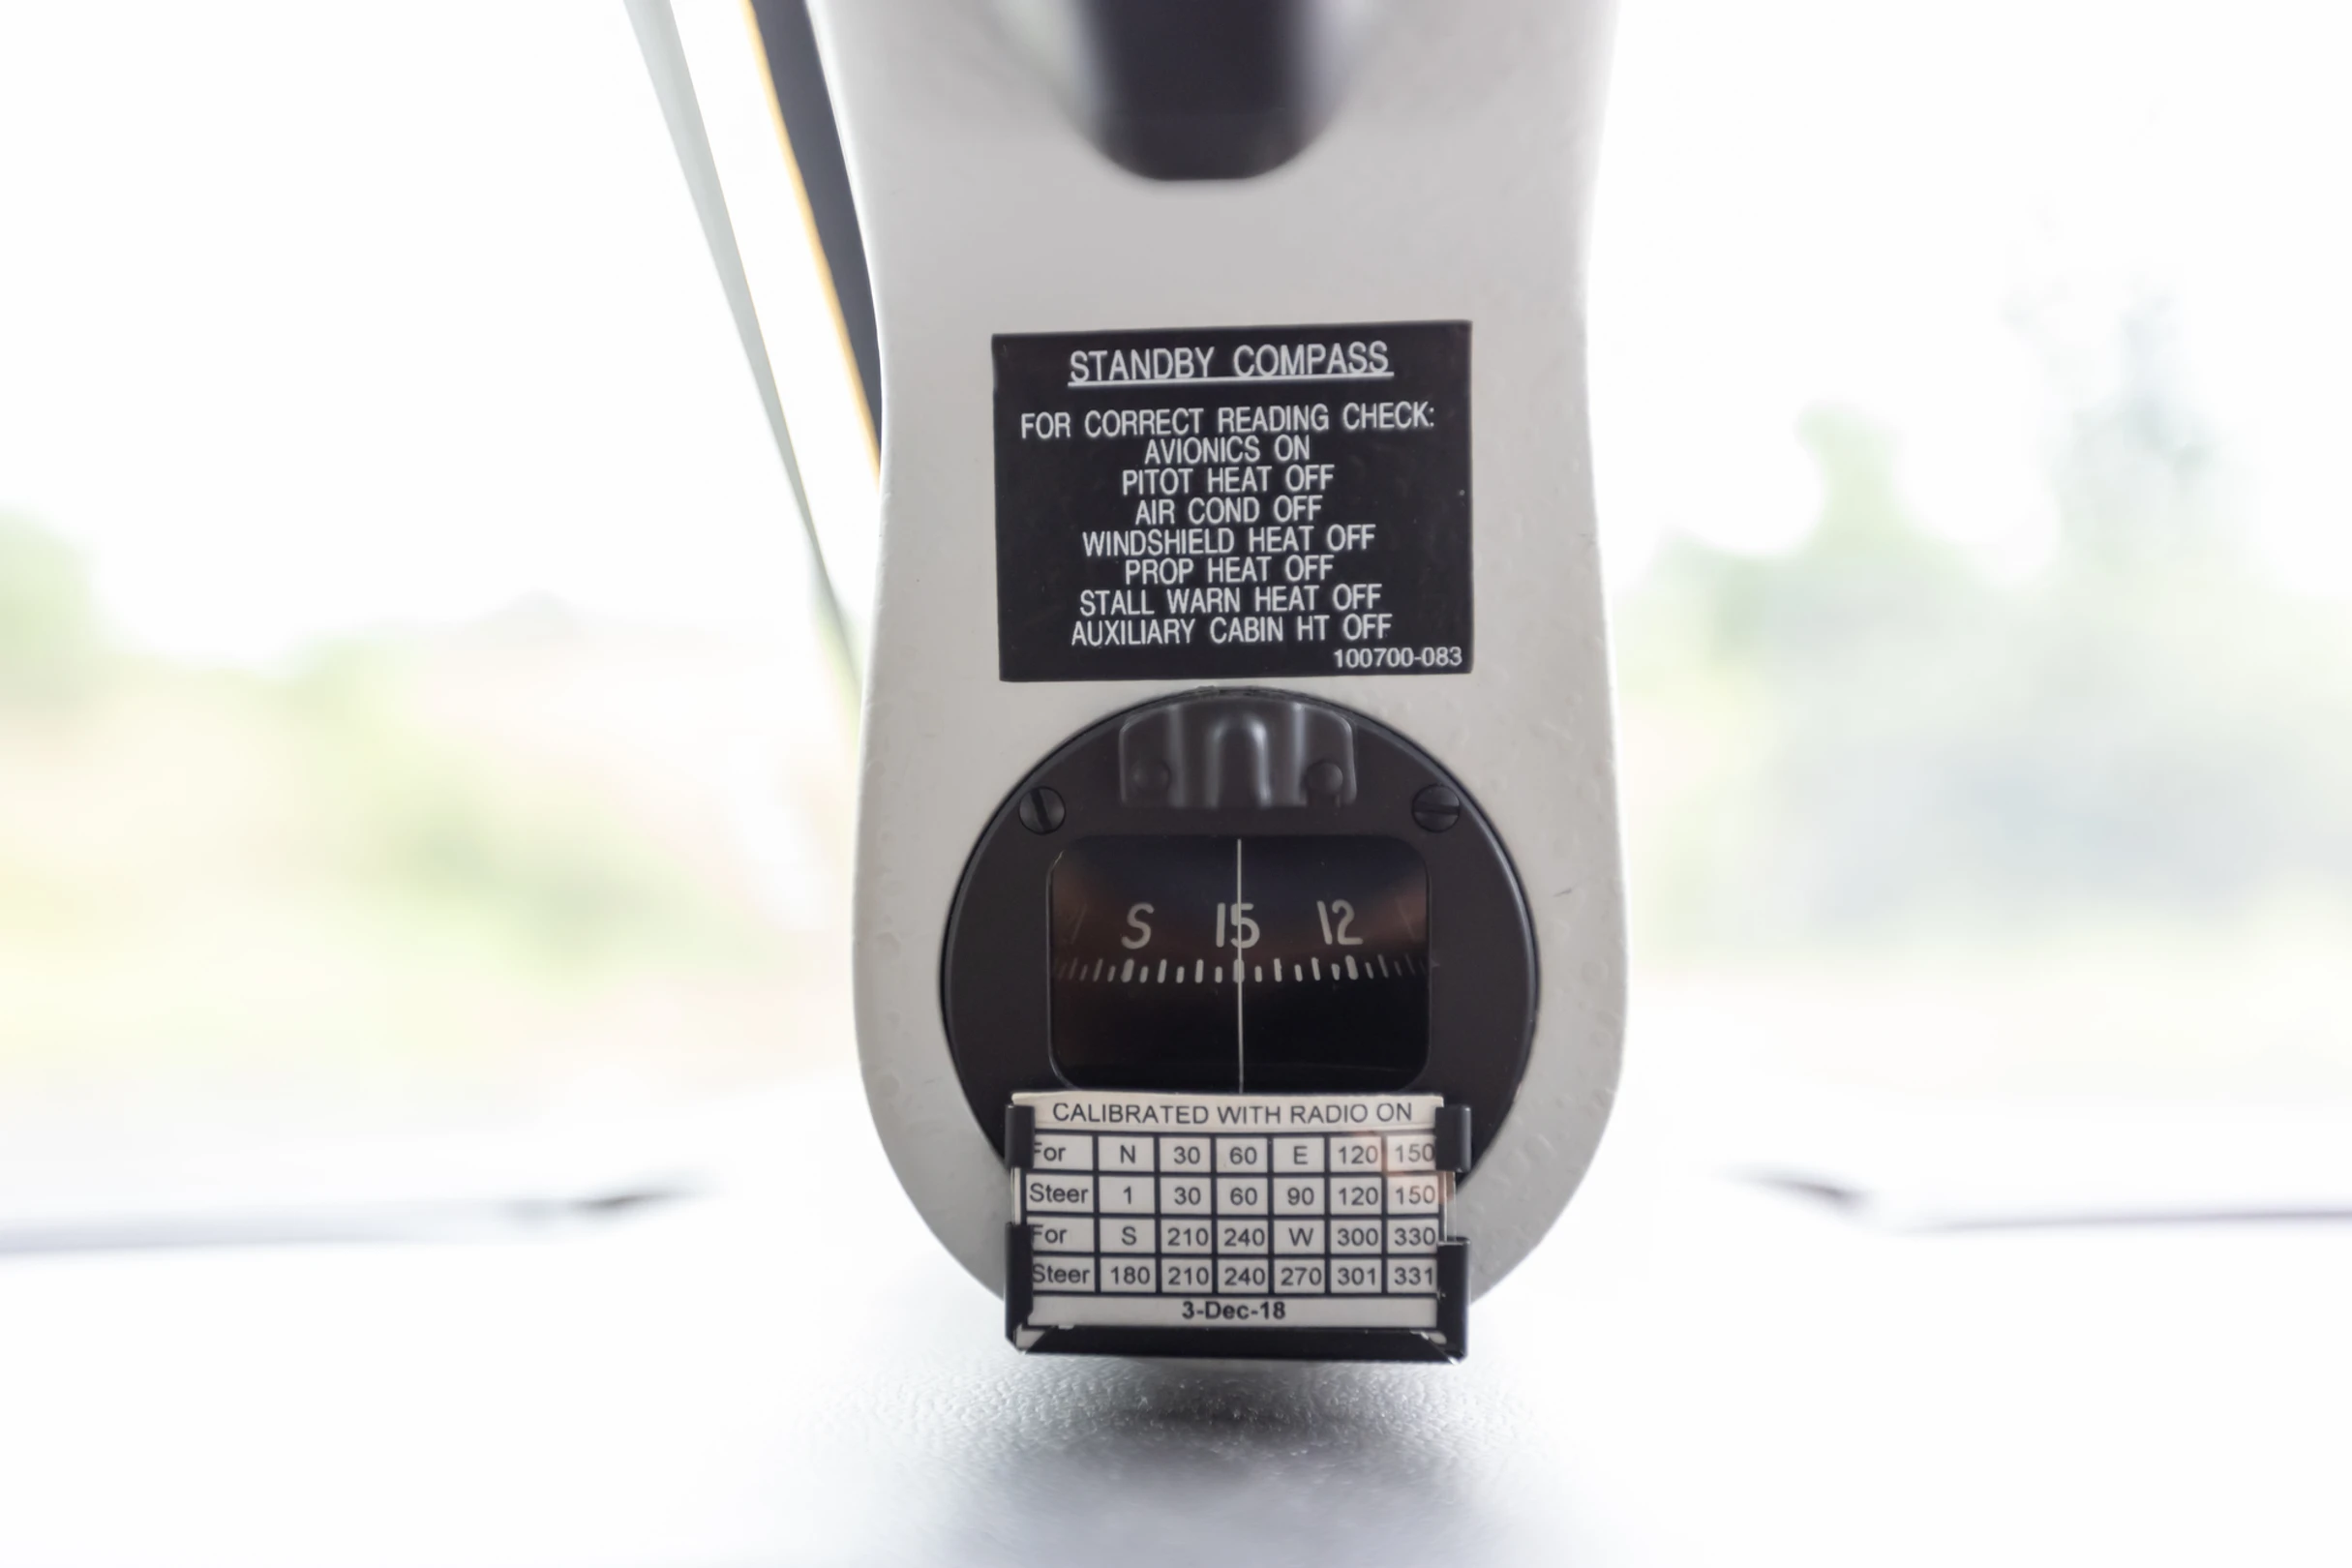 STANDBY COMPASS
FOR CORRECT READING CHECK:
AVIONICS ON
PITOT HEAT OFF
AIR COND OFF
WINDSHIELD HEAT OFF
PROP HEAT OFF
STALL WARN HEAT OFF
AUXILIARY CABIN HT OFF
100700-083
S 15 12
CALIBRATED WITH RADIO ON
For N 30 60 E 120 150
Steer 1 30 60 90 120 150
For S 210 240 W 300 330
Steer 180 210 240 270 301 331
3-Dec-18